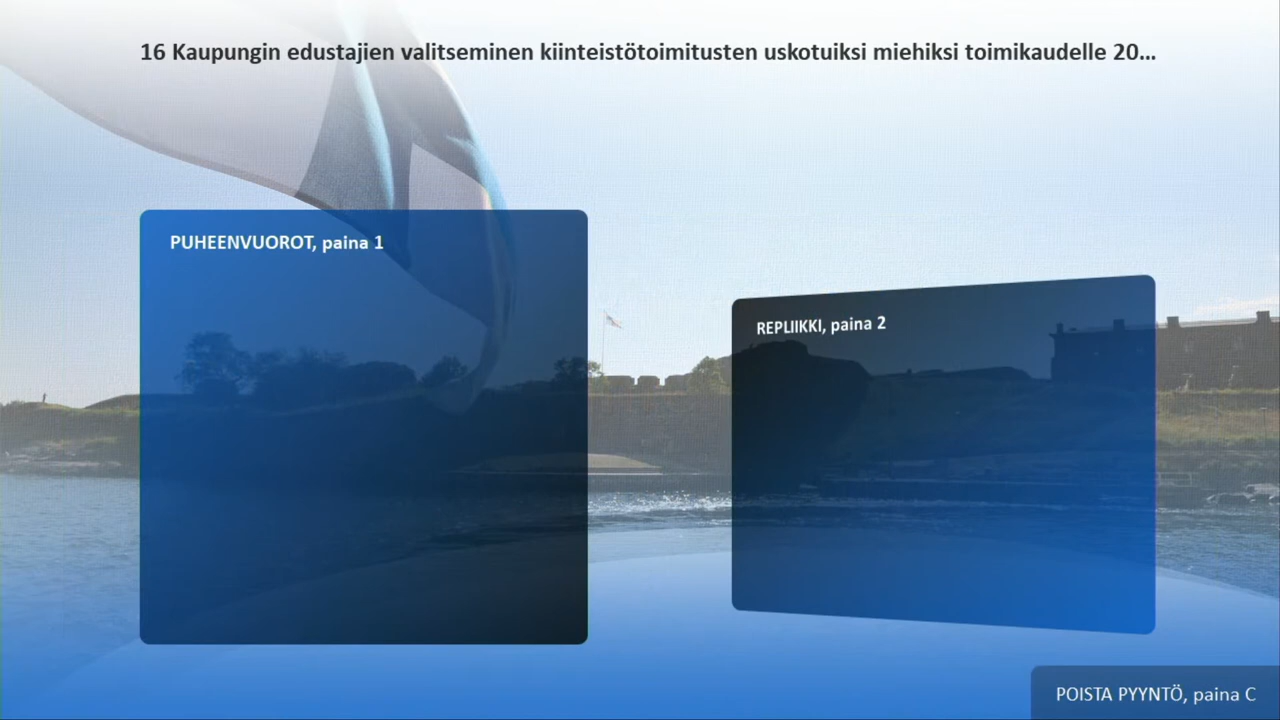 16 Kaupungin edustajien valitseminen kiinteistötoimitusten uskotuiksi miehiksi toimikaudelle 20...
PUHEENVUOROT, paina 1
REPLIIKKI, paina 2
POISTA PYYNTÖ, paina C